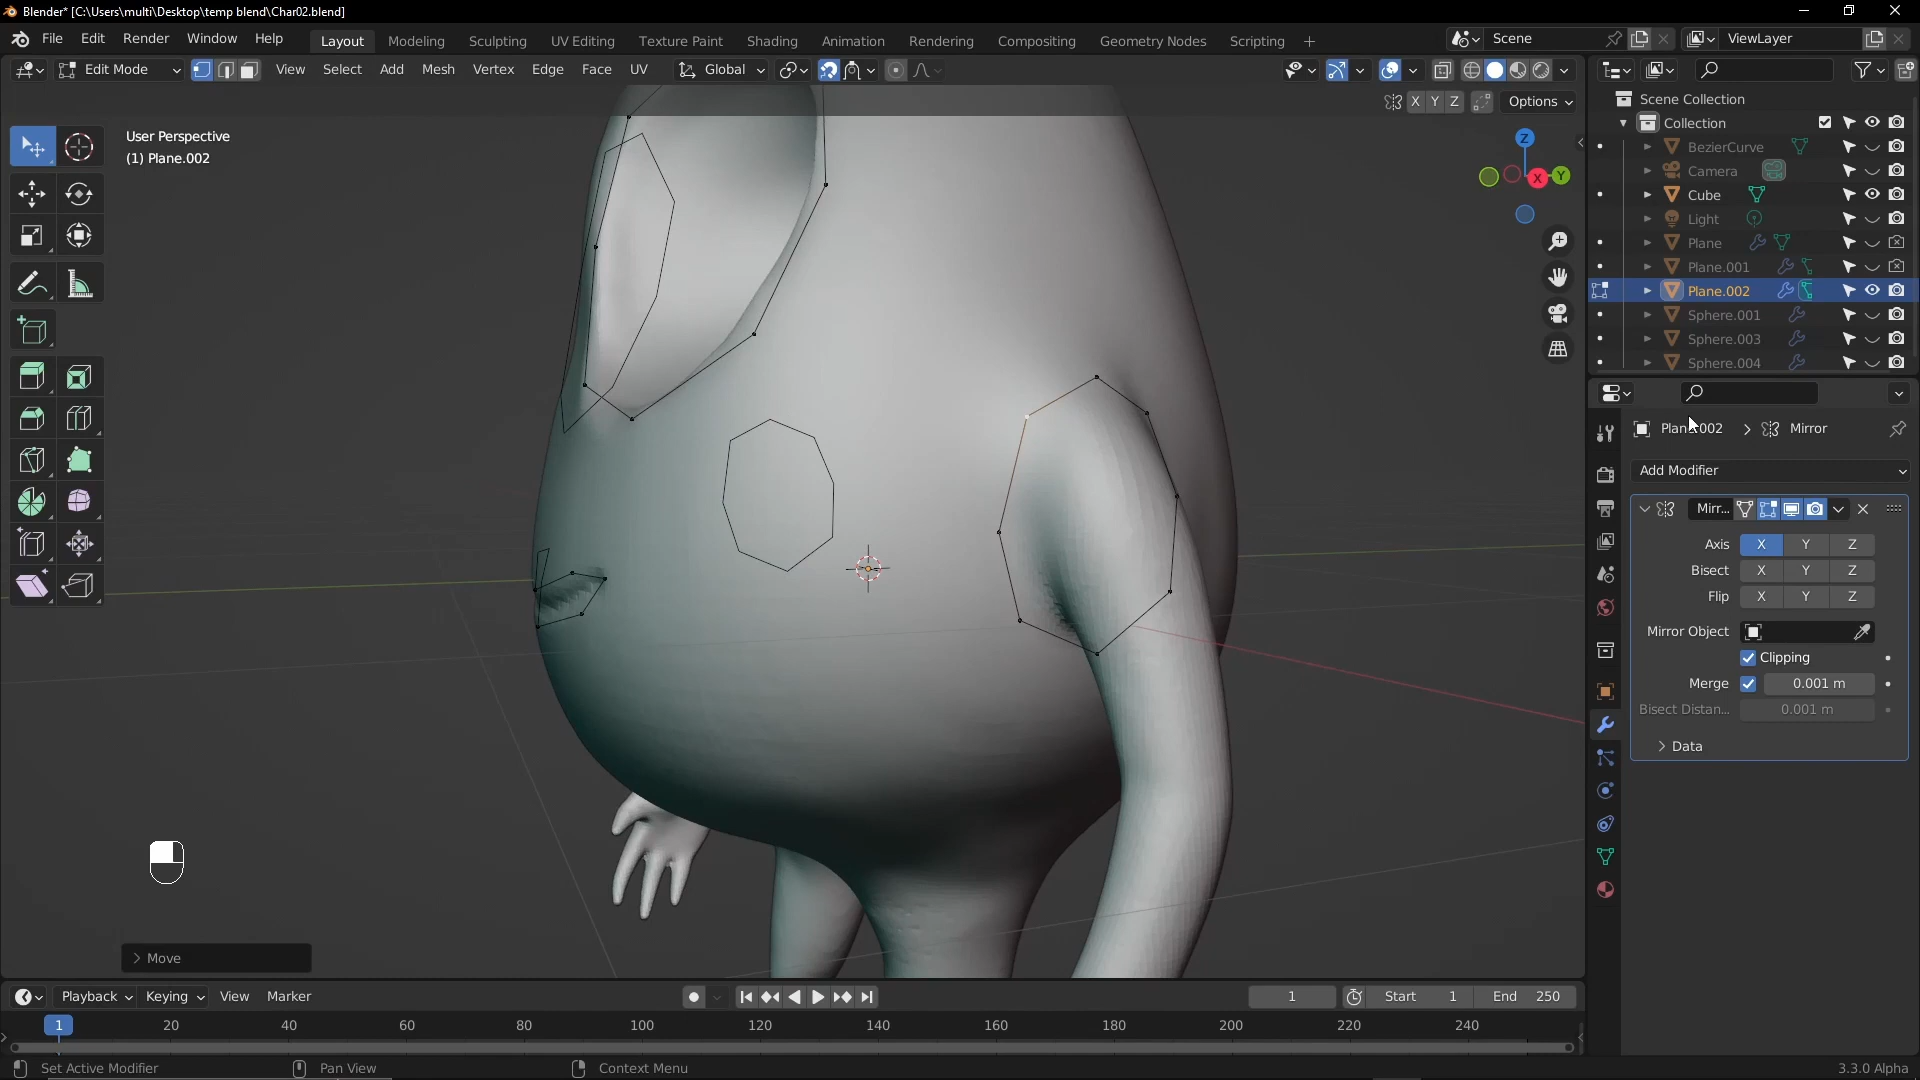 Blender* [C:\Users\multi\Desktop\temp blend\Char02.blend]
File Edit Render Window Help Layout Modeling Sculpting UV Editing Texture Paint Shading Animation Rendering Compositing Geometry Nodes Scripting + Scene ViewLayer
Edit Mode View Select Add Mesh Vertex Edge Face UV Global
X Y Z Options
User Perspective
(1) Plane.002
Z
X
Y
Move
Scene Collection
Collection
BezierCurve
Camera
Cube
Light
Plane
Plane.001
Plane.002
Sphere.001
Sphere.003
Sphere.004
Plane.002 > Mirror
Add Modifier
Mirr...
Axis X Y Z
Bisect X Y Z
Flip X Y Z
Mirror Object
Clipping
Merge 0.001 m
Bisect Distan... 0.001 m
Data
Playback Keying View Marker 1 Start 1 End 250
1 20 40 60 80 100 120 140 160 180 200 220 240
Set Active Modifier Pan View Context Menu 3.3.0 Alpha